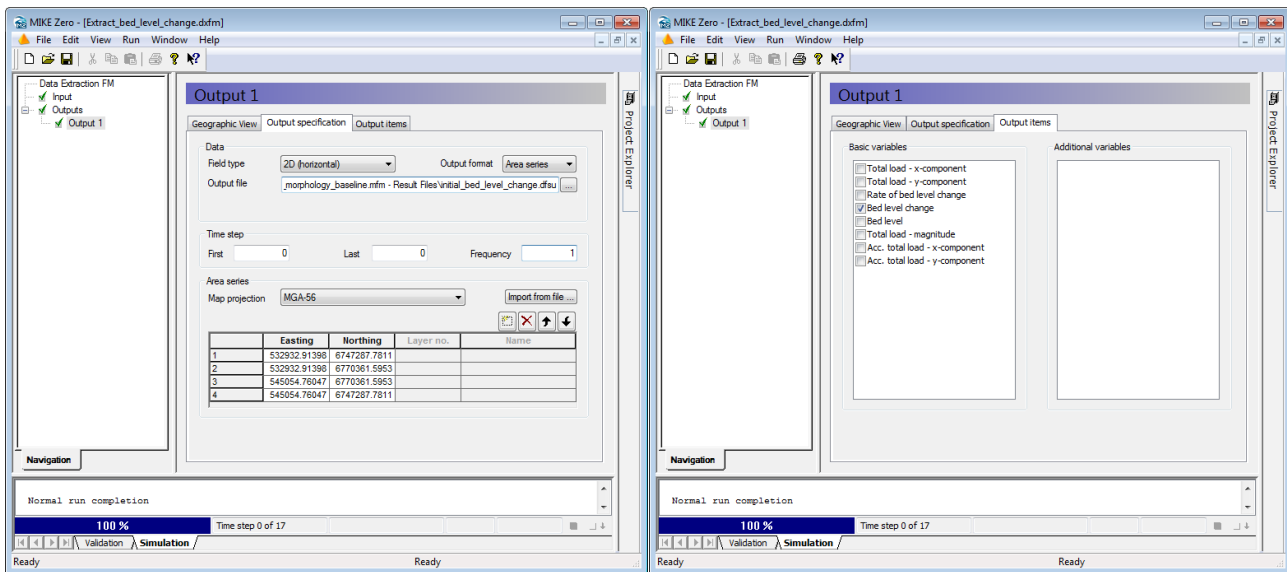 MIKE Zero - [Extract_bed_level_change.dxfm]
File Edit View Run Window Help
Data Extraction FM
Input
Outputs
Output 1
Output 1
Geographic View Output specification Output items
Data
Field type 2D (horizontal) Output format Area series
Output file _morphology_baseline.mfm - Result Files\initial_bed_level_change.dfsu ...
Time step
First 0 Last 0 Frequency 1
Area series
Map projection MGA-56 Import from file ...
Easting Northing Layer no. Name
1 532932.91398 6747287.7811
2 532932.91398 6770361.5953
3 545054.76047 6770361.5953
4 545054.76047 6747287.7811
Project Explorer
Navigation
Normal run completion
100 % Time step 0 of 17
Validation Simulation
Ready Ready
MIKE Zero - [Extract_bed_level_change.dxfm]
File Edit View Run Window Help
Data Extraction FM
Input
Outputs
Output 1
Output 1
Geographic View Output specification Output items
Basic variables
Total load - x-component
Total load - y-component
Rate of bed level change
Bed level change
Bed level
Total load - magnitude
Acc. total load - x-component
Acc. total load - y-component
Additional variables
Project Explorer
Navigation
Normal run completion
100 % Time step 0 of 17
Validation Simulation
Ready Ready